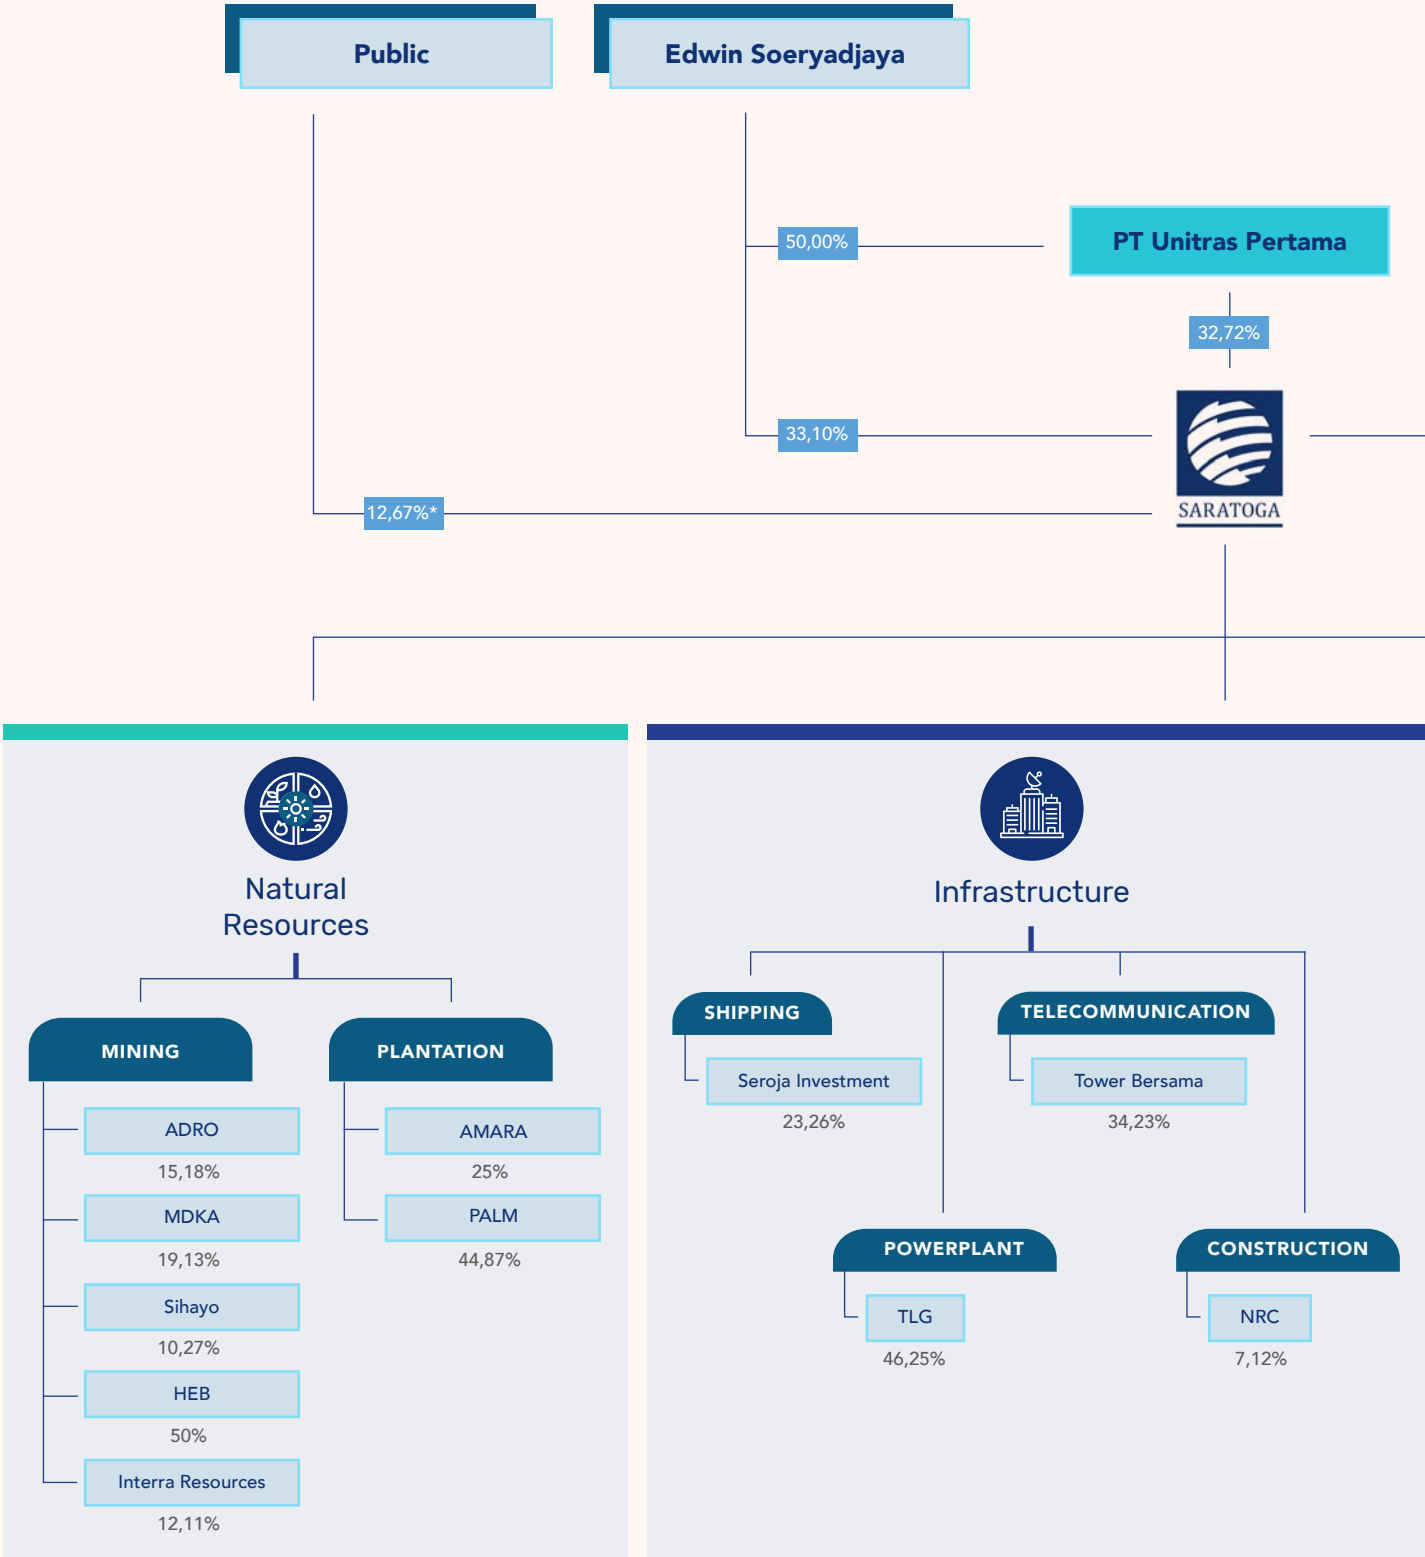 Public
Edwin Soeryadjaya
50,00%
PT Unitras Pertama
32,72%
33,10%
12,67%*
SARATOGA
Natural
Resources
MINING
ADRO
15,18%
MDKA
19,13%
Sihayo
10,27%
HEB
50%
Interra Resources
12,11%
PLANTATION
AMARA
25%
PALM
44,87%
Infrastructure
SHIPPING
Seroja Investment
23,26%
TELECOMMUNICATION
Tower Bersama
34,23%
POWERPLANT
TLG
46,25%
CONSTRUCTION
NRC
7,12%